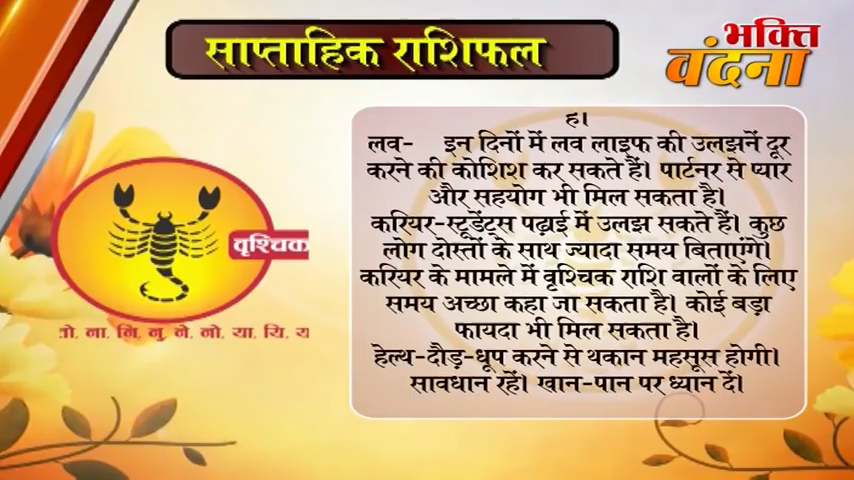 साप्ताहिक राशिफल
भक्ति
वंदना
ह।
लव- इन दिनों में लव लाइफ की उलझनें दूर
करने की कोशिश कर सकते हैं। पार्टनर से प्यार
और सहयोग भी मिल सकता है।
करियर-स्टूडेंट्स पढ़ाई में उलझ सकते हैं। कुछ
लोग दोस्तों के साथ ज्यादा समय बिताएंगे।
करियर के मामले में वृश्चिक राशि वालों के लिए
समय अच्छा कहा जा सकता है। कोई बड़ा
फायदा भी मिल सकता है।
हेल्थ-दौड़-धूप करने से थकान महसूस होगी।
सावधान रहें। खान-पान पर ध्यान दें।
वृश्चिक
ना, नि, नु, ने, नो, या, यि, य